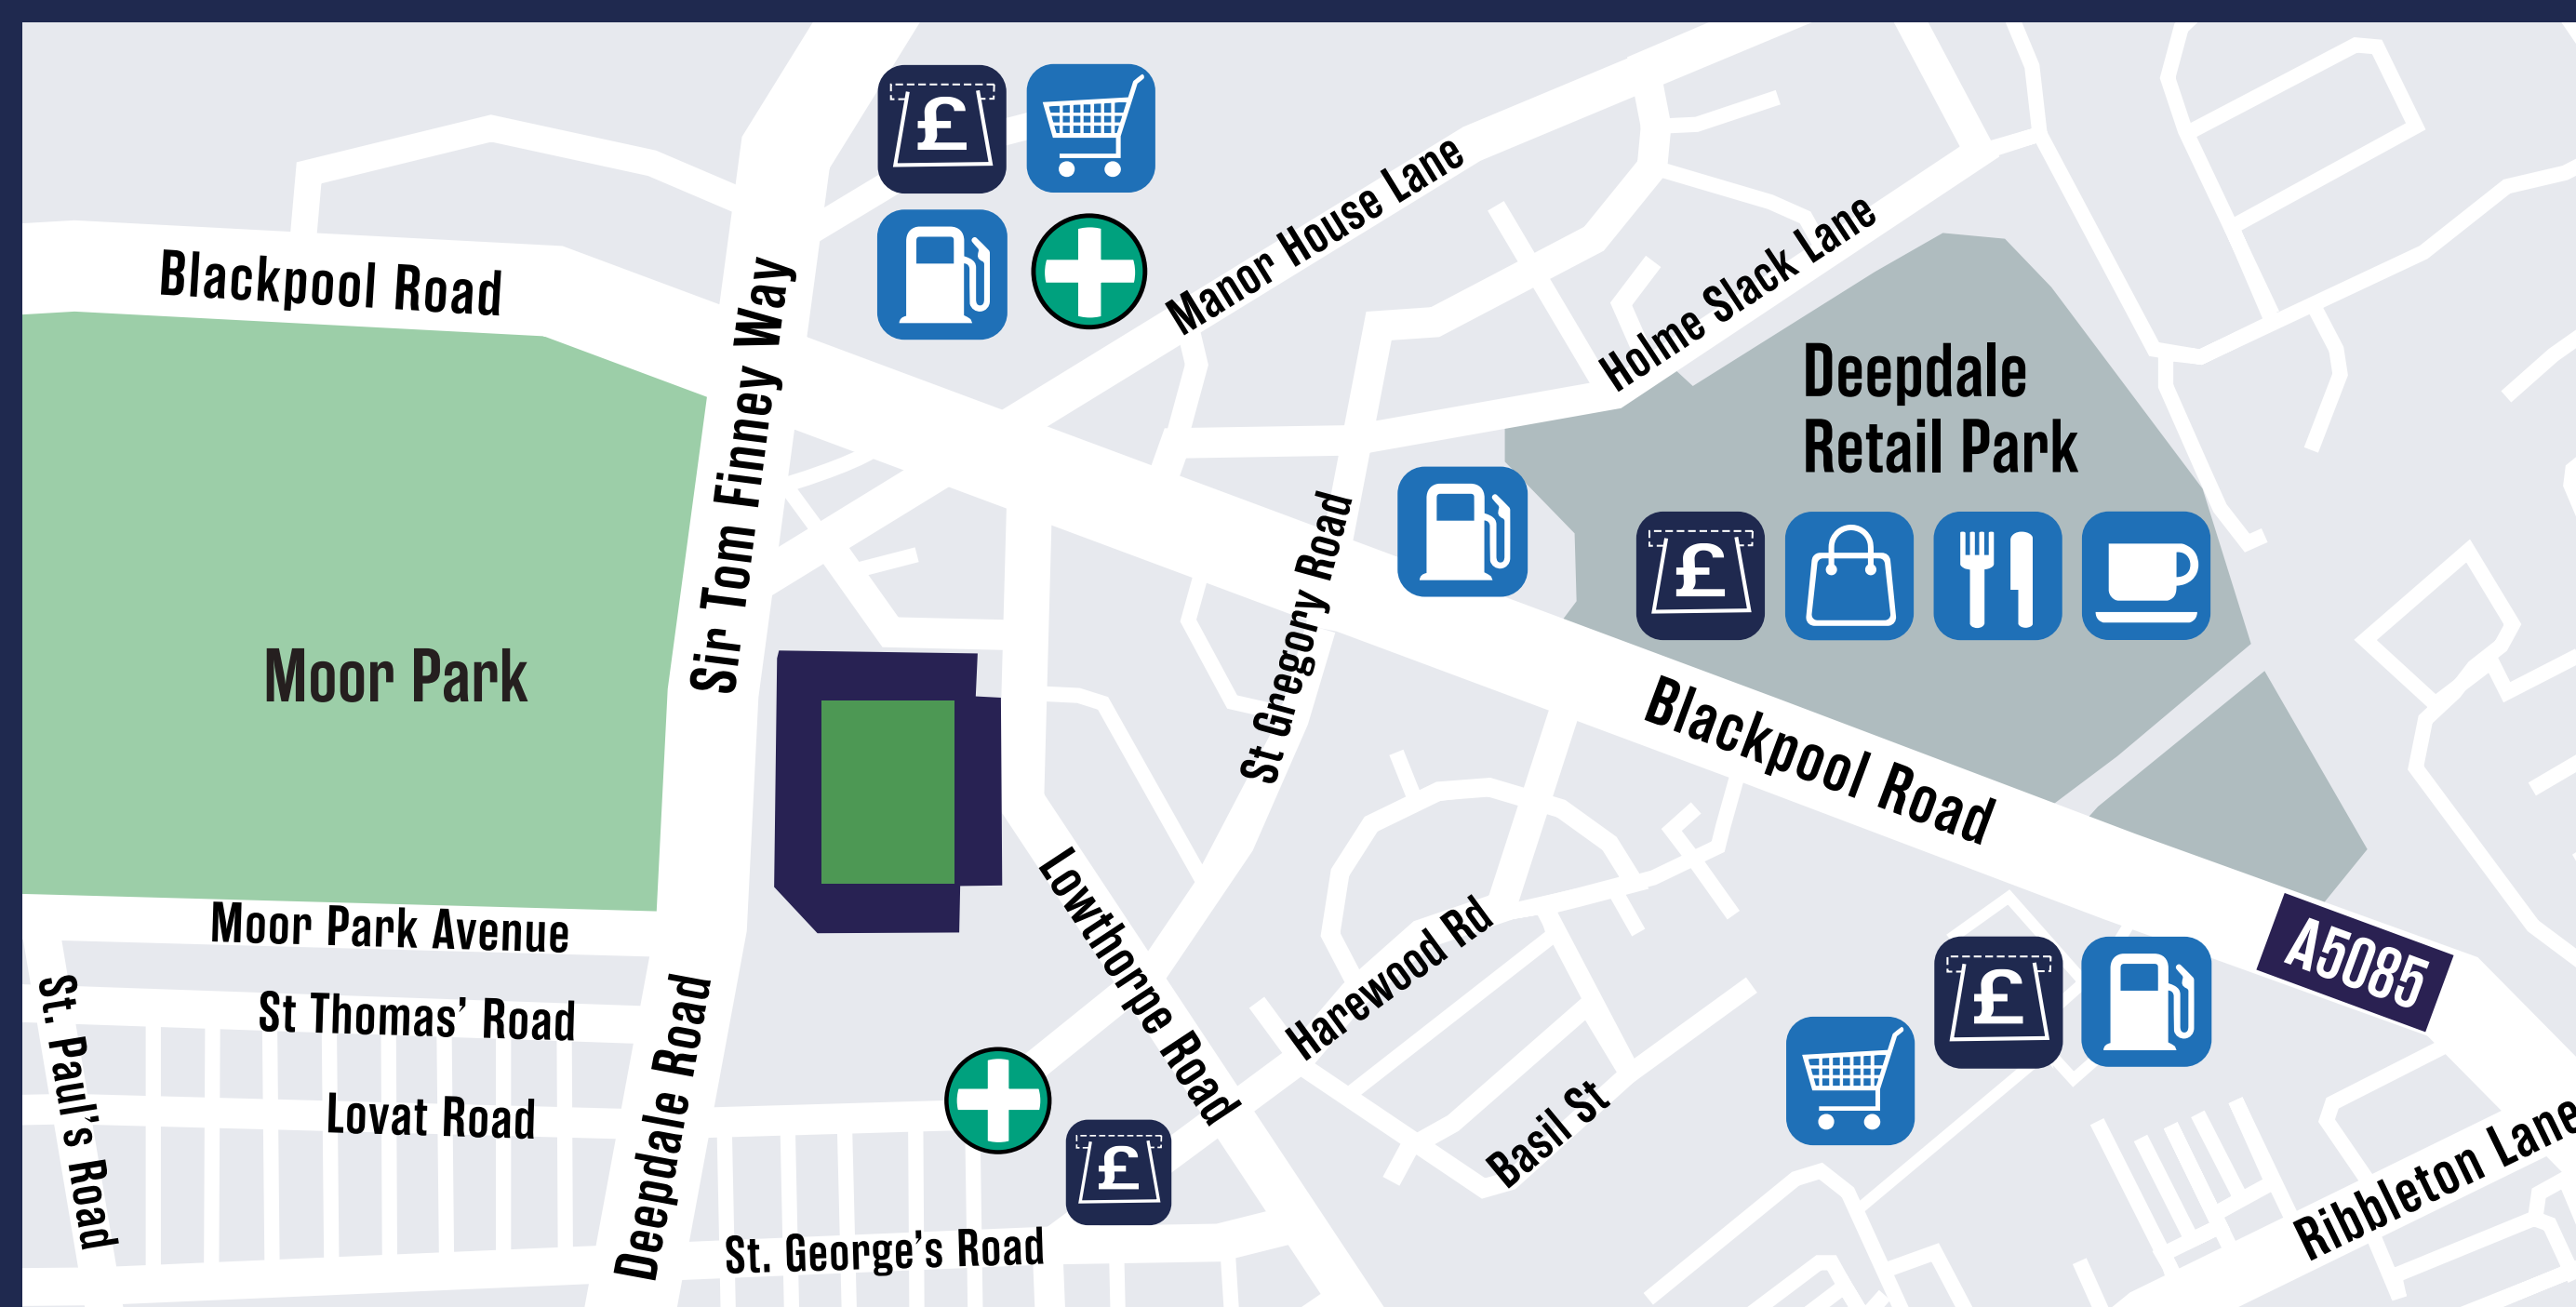 £
Blackpool Road
Sir Tom Finney Way
Manor House Lane
Holme Slack Lane
Deepdale
Retail Park
£
St Gregory Road
Moor Park
Blackpool Road
Moor Park Avenue
St Thomas’ Road
Lovat Road
St. Paul’s Road
Deepdale Road
Lowthorpe Road
Harewood Rd
Basil St
£
A5085
£
St. George’s Road
Ribbleton Lane